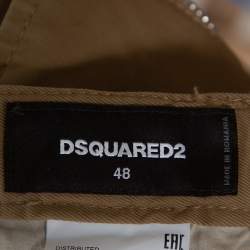 DSQUARED2
48
MADE IN ROMANIA
DISTRIBUTED
EAC